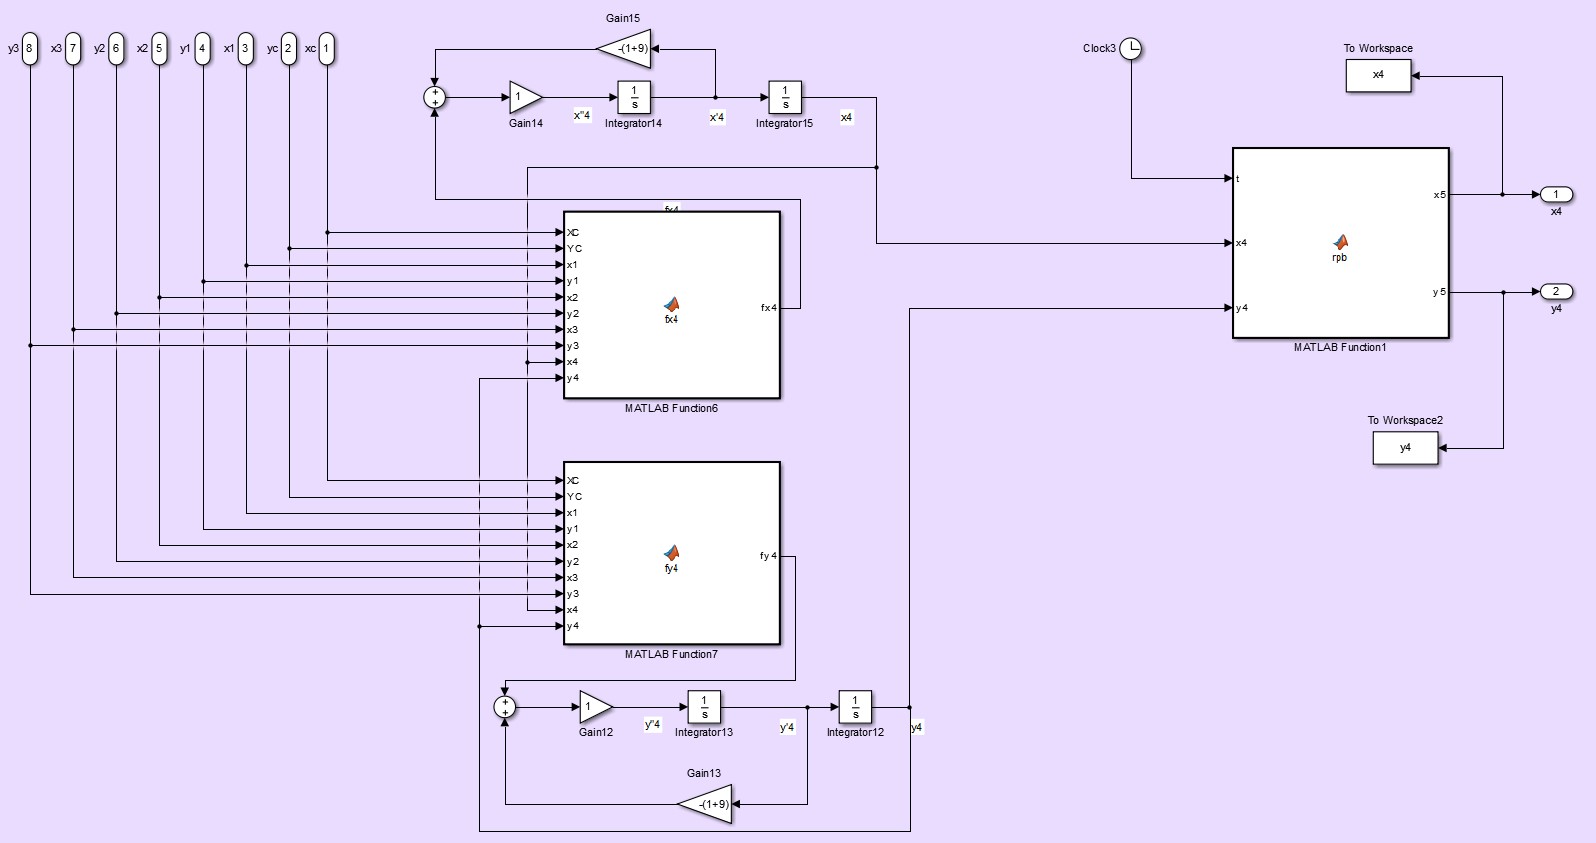 Gain15
y3 8 x3 7 y2 6 x2 5 y1 4 x1 3 yc 2 xc 1
-(1+9)
Clock3
To Workspace
x4
+
+
1
1
s
1
s
Gain14
x"4
Integrator14
x'4
Integrator15
x4
fx4
XC
YC
x1
y1
x2
y2
x3
y3
x4
y4
fx4
fx4
MATLAB Function6
t
x4
y4
rpb
x5
y5
MATLAB Function1
1
x4
2
y4
To Workspace2
y4
XC
YC
x1
y1
x2
y2
x3
y3
x4
y4
fy4
fy4
MATLAB Function7
+
+
1
1
s
1
s
Gain12
y"4
Integrator13
y'4
Integrator12
y4
Gain13
-(1+9)